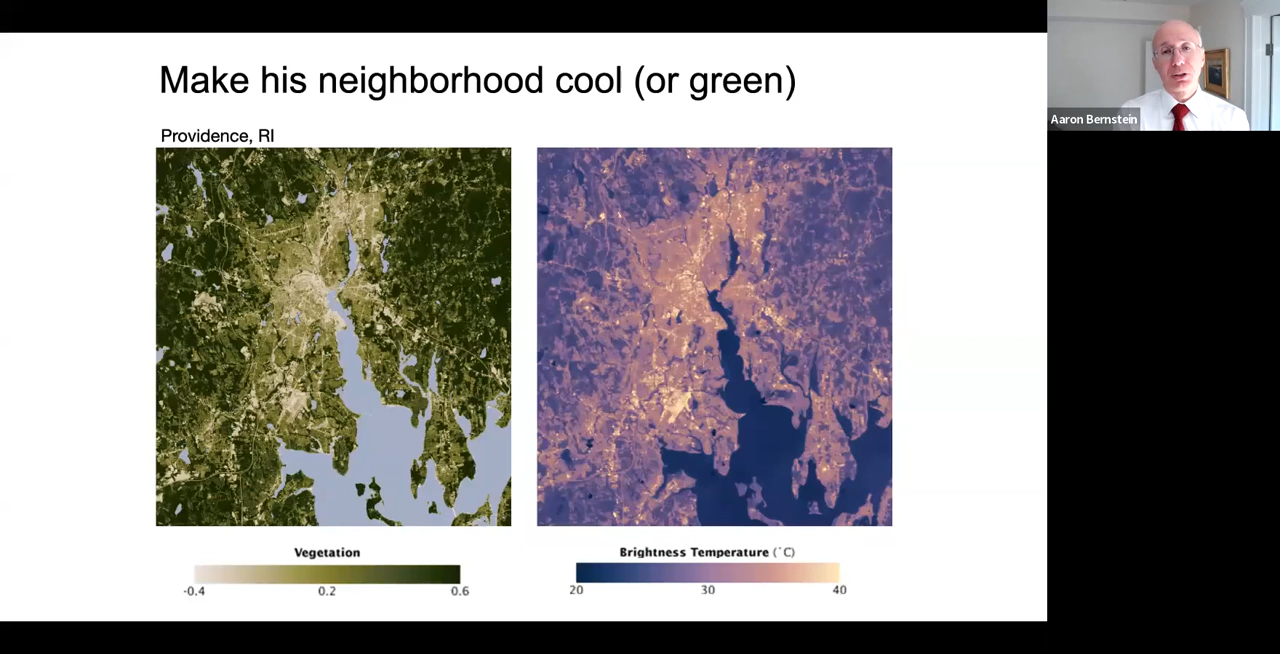 Make his neighborhood cool (or green)
Aaron Bernstein
Providence, RI
Vegetation
-0.4 0.2 0.6
Brightness Temperature (˚C)
20 30 40